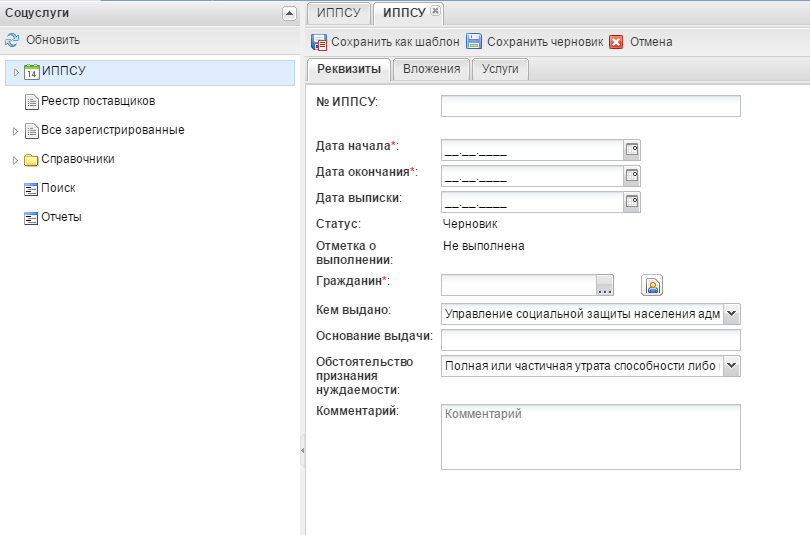 Соцуслуги
Обновить
14 ИППСУ
Реестр поставщиков
Все зарегистрированные
Справочники
Поиск
Отчеты
ИППСУ ИППСУ
Сохранить как шаблон Сохранить черновик Отмена
Реквизиты Вложения Услуги
№ ИППСУ:
Дата начала*: __.__.____
Дата окончания*: __.__.____
Дата выписки: __.__.____
Статус: Черновик
Отметка о
выполнении: Не выполнена
Гражданин*: ...
Кем выдано: Управление социальной защиты населения адм
Основание выдачи:
Обстоятельство
признания
нуждаемости: Полная или частичная утрата способности либо
Комментарий: Комментарий